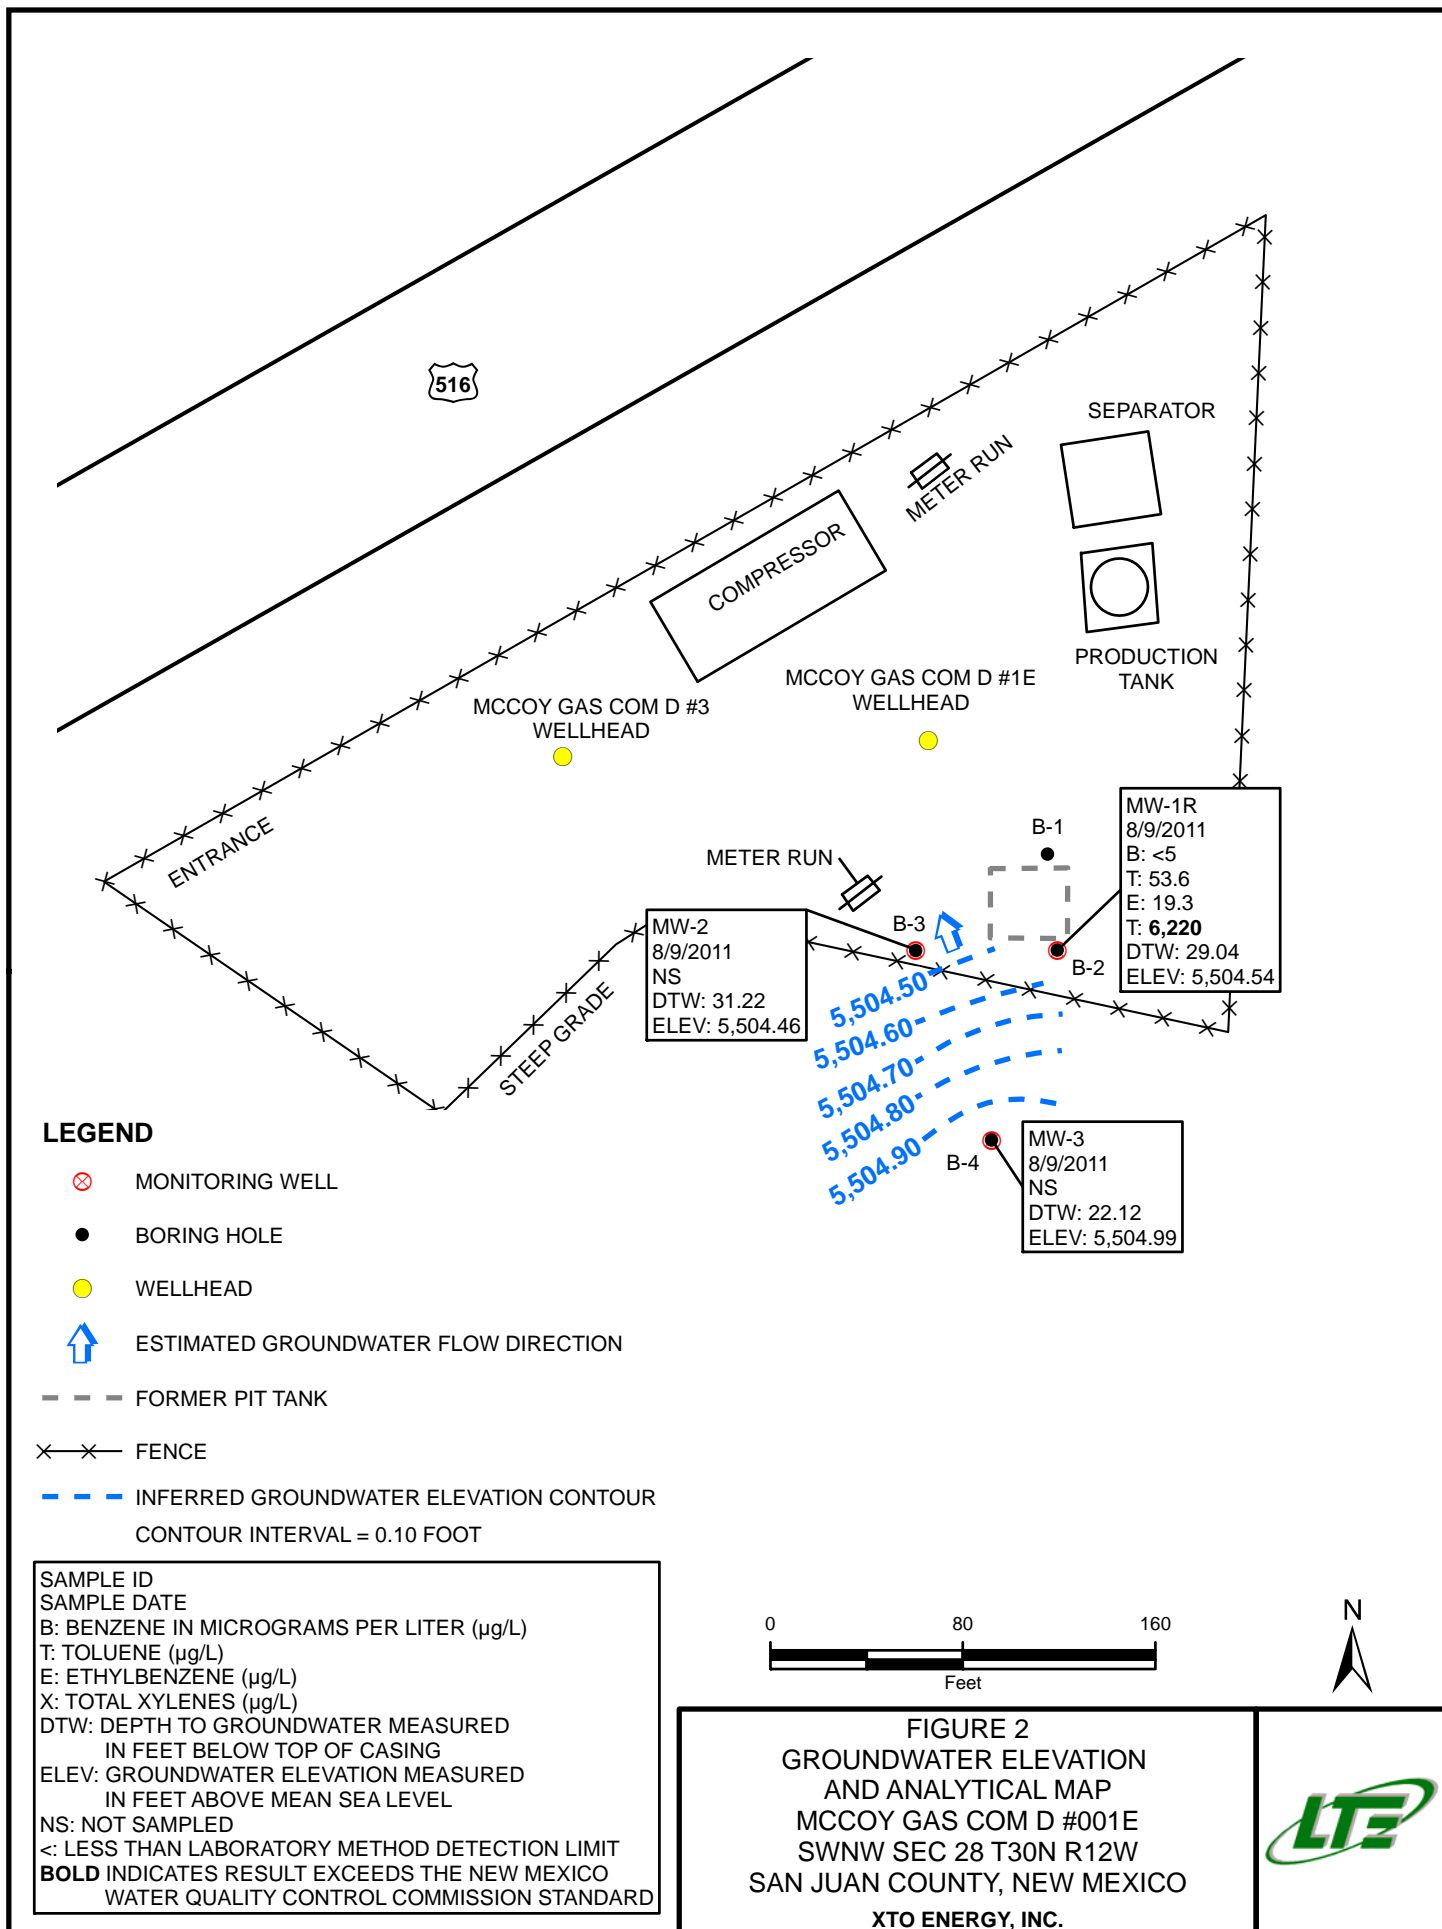 516
SEPARATOR
METER RUN
COMPRESSOR
PRODUCTION
TANK
MCCOY GAS COM D #1E
WELLHEAD
MCCOY GAS COM D #3
WELLHEAD
ENTRANCE
METER RUN
B-1
MW-1R
8/9/2011
B: <5
T: 53.6
E: 19.3
T: 6,220
DTW: 29.04
ELEV: 5,504.54
B-3
B-2
MW-2
8/9/2011
NS
DTW: 31.22
ELEV: 5,504.46
STEEP GRADE
5,504.50
5,504.60
5,504.70
5,504.80
5,504.90
B-4
MW-3
8/9/2011
NS
DTW: 22.12
ELEV: 5,504.99
LEGEND
MONITORING WELL
BORING HOLE
WELLHEAD
ESTIMATED GROUNDWATER FLOW DIRECTION
FORMER PIT TANK
FENCE
INFERRED GROUNDWATER ELEVATION CONTOUR
CONTOUR INTERVAL = 0.10 FOOT
SAMPLE ID
SAMPLE DATE
B: BENZENE IN MICROGRAMS PER LITER (µg/L)
T: TOLUENE (µg/L)
E: ETHYLBENZENE (µg/L)
X: TOTAL XYLENES (µg/L)
DTW: DEPTH TO GROUNDWATER MEASURED
IN FEET BELOW TOP OF CASING
ELEV: GROUNDWATER ELEVATION MEASURED
IN FEET ABOVE MEAN SEA LEVEL
NS: NOT SAMPLED
<: LESS THAN LABORATORY METHOD DETECTION LIMIT
BOLD INDICATES RESULT EXCEEDS THE NEW MEXICO
WATER QUALITY CONTROL COMMISSION STANDARD
0 80 160
Feet
N
FIGURE 2
GROUNDWATER ELEVATION
AND ANALYTICAL MAP
MCCOY GAS COM D #001E
SWNW SEC 28 T30N R12W
SAN JUAN COUNTY, NEW MEXICO
XTO ENERGY, INC.
LTE